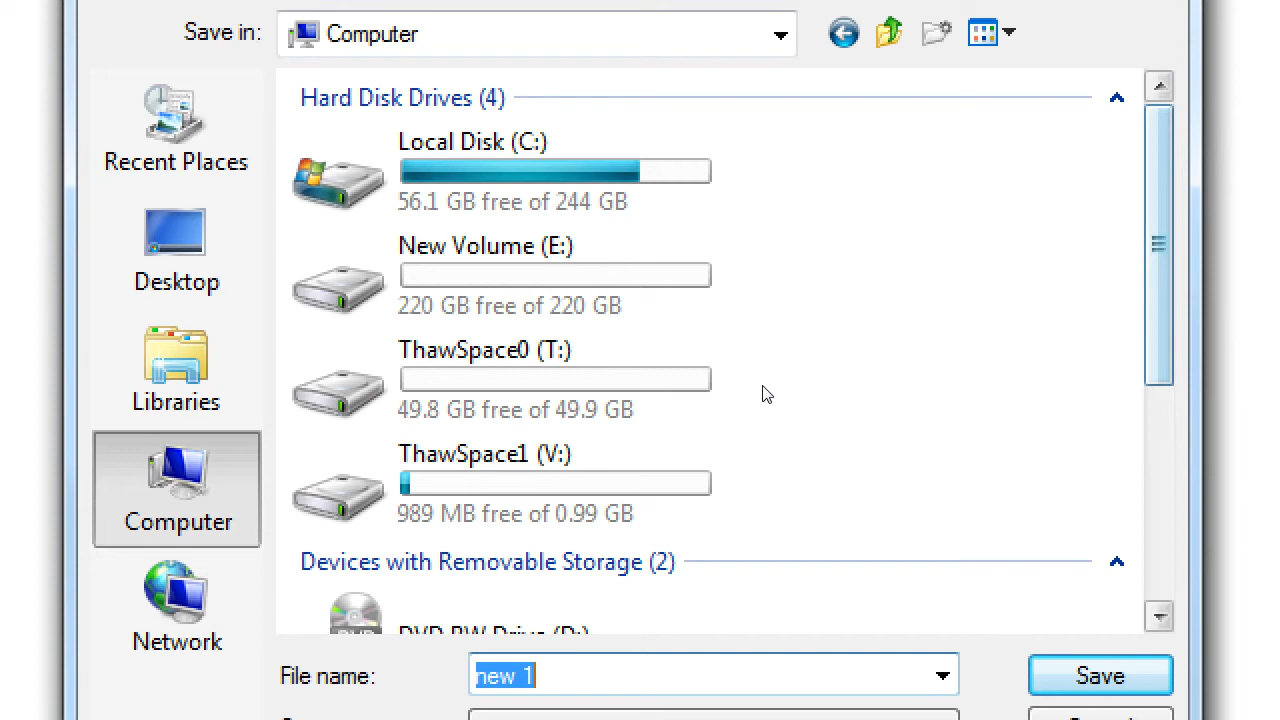 Save in: Computer
Recent Places
Desktop
Libraries
Computer
Network
Hard Disk Drives (4)
Local Disk (C:)
56.1 GB free of 244 GB
New Volume (E:)
220 GB free of 220 GB
ThawSpace0 (T:)
49.8 GB free of 49.9 GB
ThawSpace1 (V:)
989 MB free of 0.99 GB
Devices with Removable Storage (2)
DVD RW Drive (D:)
File name: new 1 Save